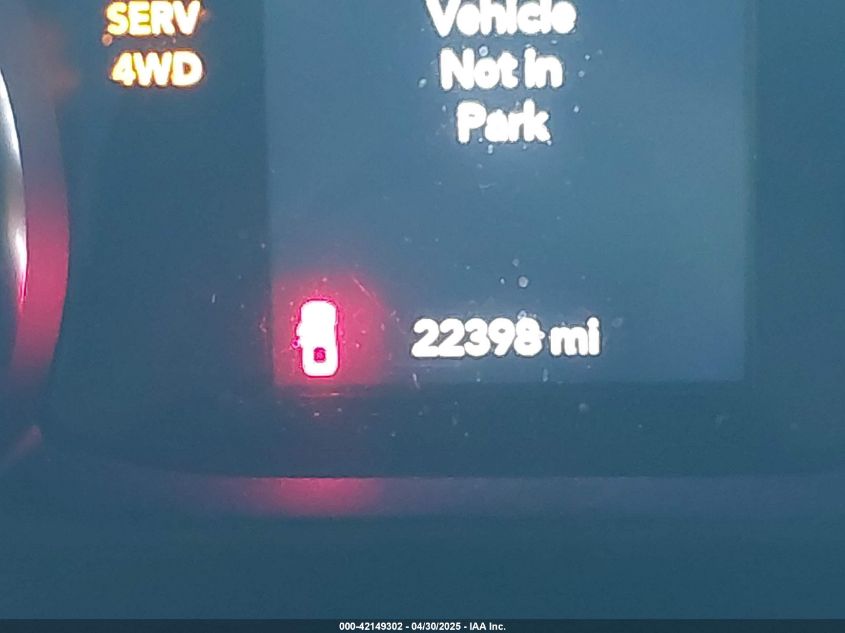 SERV
4WD
Vehicle
Not in
Park
22398 mi
000-42149302 - 04/30/2025 - IAA Inc.